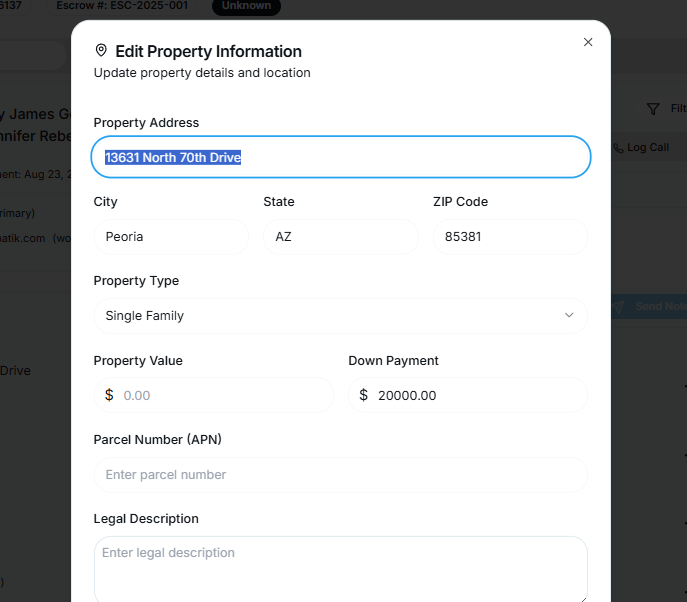 6137 Escrow #: ESC-2025-001 Unknown
Edit Property Information
Update property details and location
Property Address
13631 North 70th Drive
City State ZIP Code
Peoria AZ 85381
Property Type
Single Family
Property Value Down Payment
$ 0.00 $ 20000.00
Parcel Number (APN)
Enter parcel number
Legal Description
Enter legal description
y James G
nnifer Rebe
ent: Aug 23, 2
rimary)
atik.com (wo
Drive
)
Filt
Log Call
Send Note